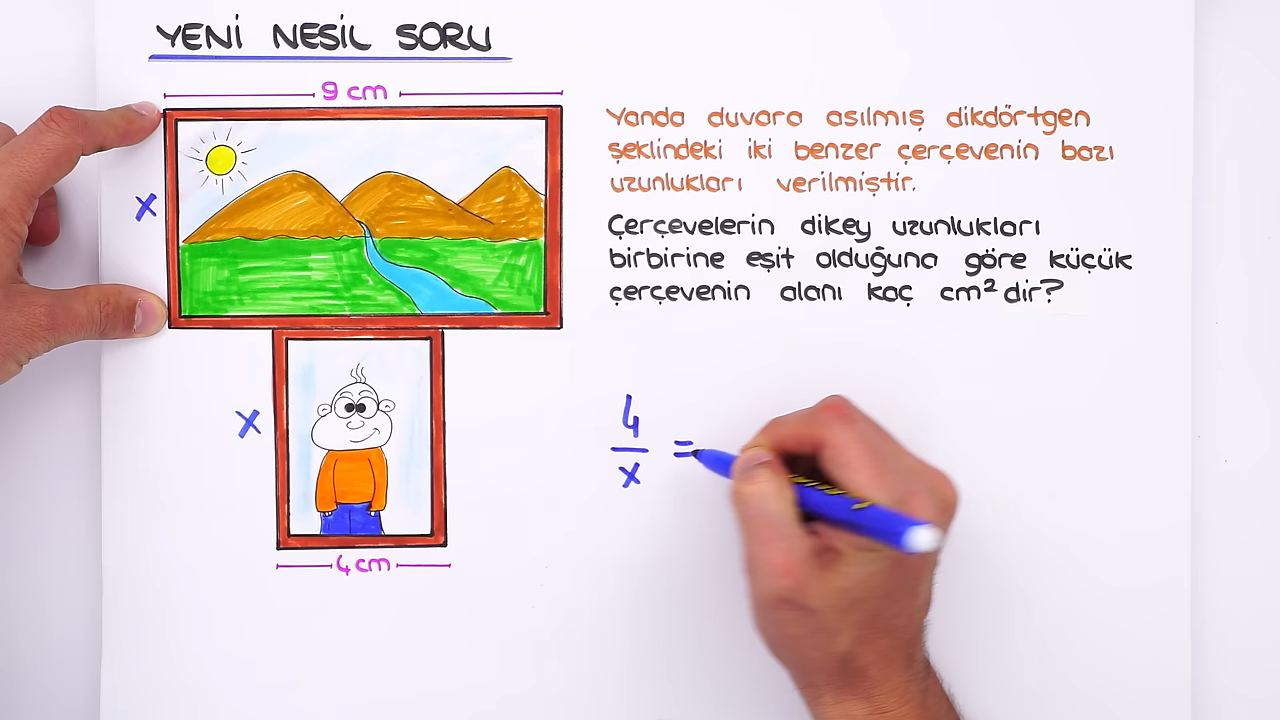 YENİ NESİL SORU
9 cm
Yanda duvara asılmış dikdörtgen
şeklindeki iki benzer çerçevenin bazı
uzunlukları verilmiştir.
x
Çerçevelerin dikey uzunlukları
birbirine eşit olduğuna göre küçük
çerçevenin alanı kaç cm² dir?
x
4/x =
4 cm